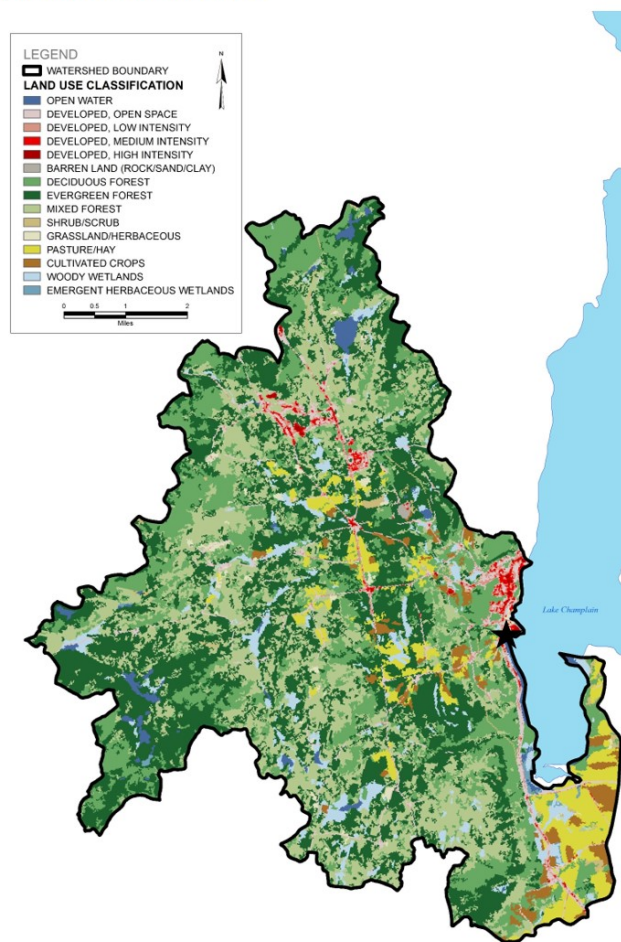 LEGEND
N
WATERSHED BOUNDARY
LAND USE CLASSIFICATION
OPEN WATER
DEVELOPED, OPEN SPACE
DEVELOPED, LOW INTENSITY
DEVELOPED, MEDIUM INTENSITY
DEVELOPED, HIGH INTENSITY
BARREN LAND (ROCK/SAND/CLAY)
DECIDUOUS FOREST
EVERGREEN FOREST
MIXED FOREST
SHRUB/SCRUB
GRASSLAND/HERBACEOUS
PASTURE/HAY
CULTIVATED CROPS
WOODY WETLANDS
EMERGENT HERBACEOUS WETLANDS
0 0.5 1 2
Miles
Lake Champlain